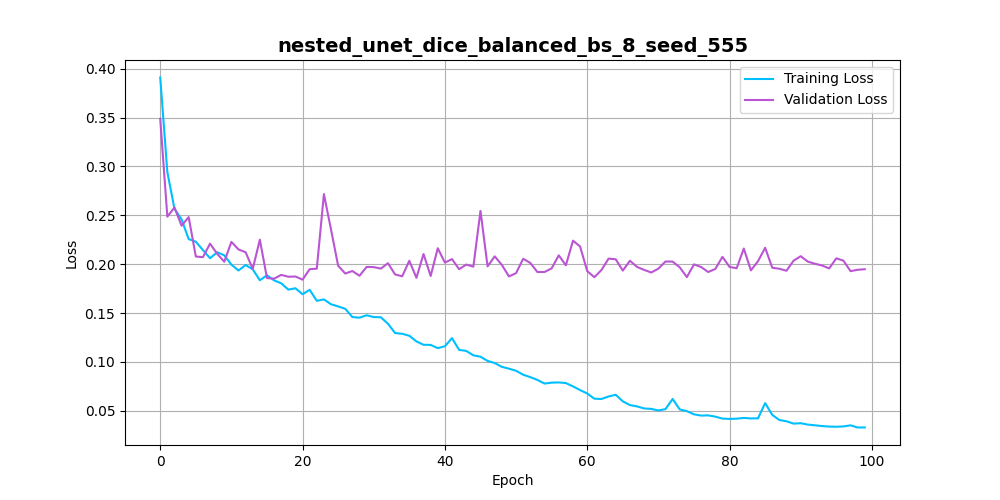 nested_unet_dice_balanced_bs_8_seed_555
Training Loss
Validation Loss
0.40
0.35
0.30
0.25
0.20
0.15
0.10
0.05
Loss
0 20 40 60 80 100
Epoch